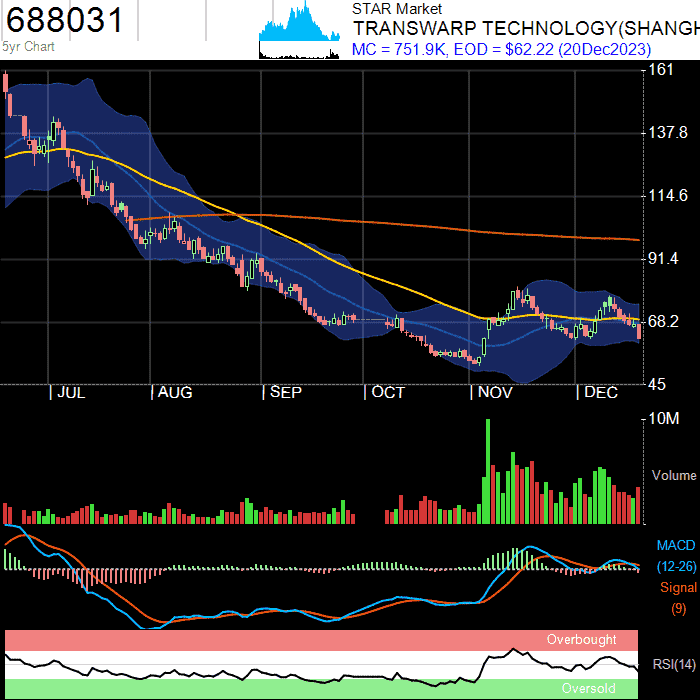 688031
5yr Chart
STAR Market
TRANSWARP TECHNOLOGY(SHANGH
MC = 751.9K, EOD = $62.22 (20Dec2023)
161
137.8
114.6
91.4
68.2
45
JUL
AUG
SEP
OCT
NOV
DEC
10M
Volume
MACD
(12-26)
Signal
(9)
Overbought
RSI(14)
Oversold